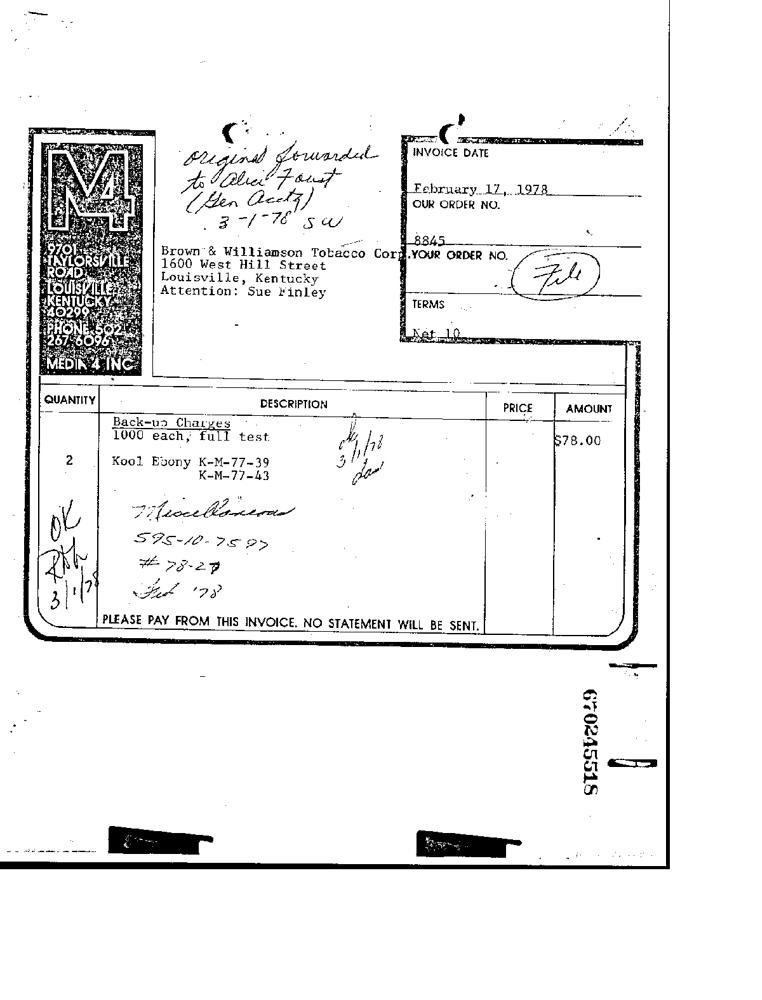 M4
9701
TAYLORSVILLE
ROAD
LOUISVILLE
KENTUCKY
40299
PHONE 502
267 6096
MEDIA 4 INC
original forwarded
to Alice Foust
(Gen Acctg)
3-1-78 SW
Brown & Williamson Tobacco Corp.
1600 West Hill Street
Louisville, Kentucky
Attention: Sue Finley
INVOICE DATE
February 17, 1978
OUR ORDER NO.
8845
YOUR ORDER NO.
File
TERMS
Net 10
QUANTITY DESCRIPTION PRICE AMOUNT
Back-up Charges
1000 each, full test $78.00
2 Kool Ebony K-M-77-39
K-M-77-43
ok
3/1/78
OK
3/1/78
Miscellaneous
595-10-7597
# 78-27
Feb '78
PLEASE PAY FROM THIS INVOICE. NO STATEMENT WILL BE SENT.
670245518